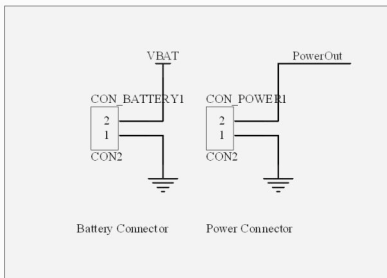 VBAT
PowerOut
CON_BATTERY1
CON_POWER1
2
1
2
1
CON2
CON2
Battery Connector
Power Connector